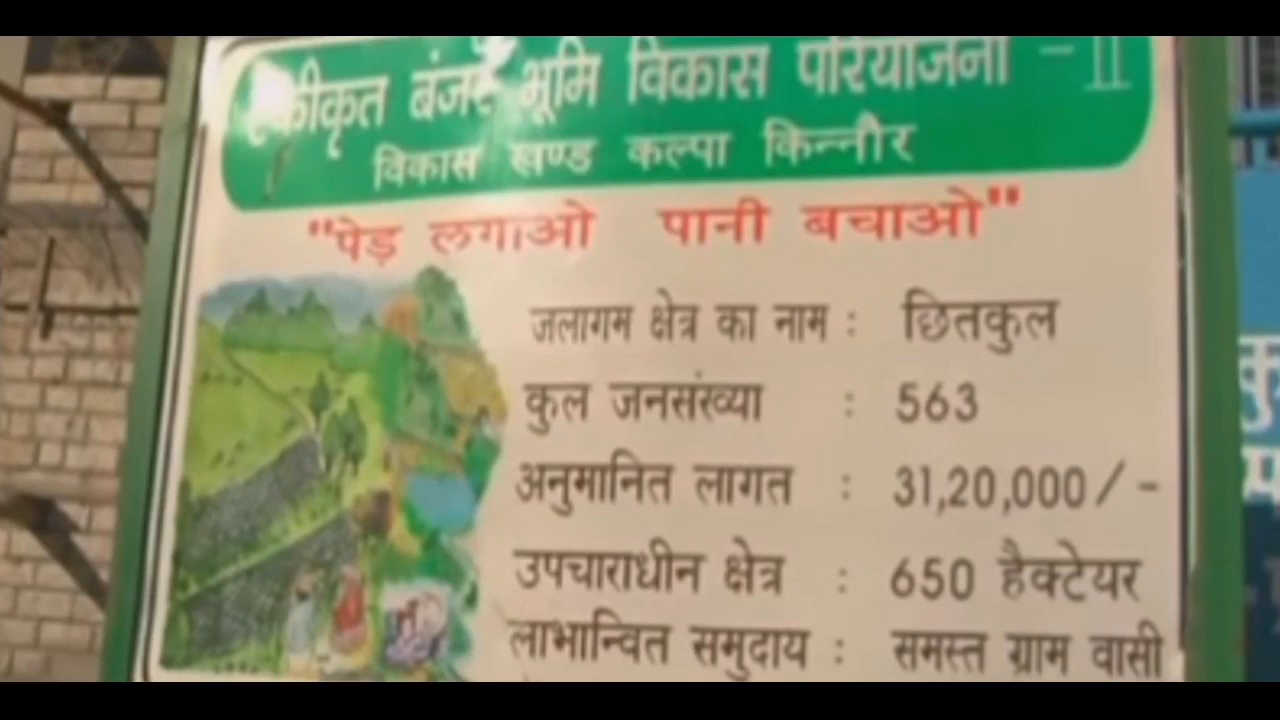 एकीकृत बंजर भूमि विकास परियोजना - II
विकास खण्ड कल्पा किन्नौर
"पेड़ लगाओ पानी बचाओ"
जलागम क्षेत्र का नाम : छितकुल
कुल जनसंख्या : 563
अनुमानित लागत : 31,20,000/-
उपचाराधीन क्षेत्र : 650 हैक्टेयर
लाभान्वित समुदाय : समस्त ग्राम वासी